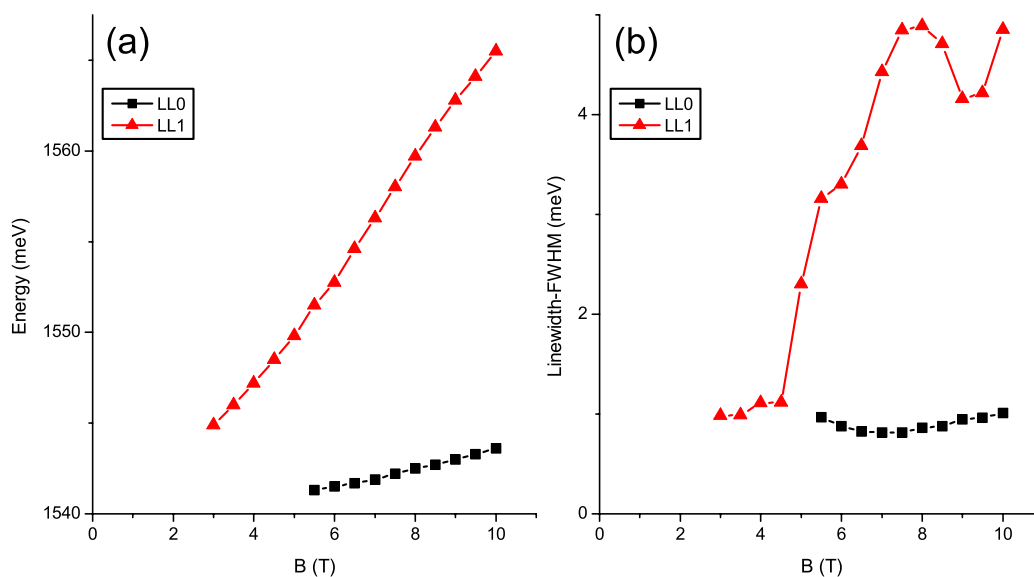 (a)
LL0
LL1
1560
1550
1540
Energy (meV)
0 2 4 6 8 10
B (T)
(b)
LL0
LL1
4
2
0
Linewidth-FWHM (meV)
0 2 4 6 8 10
B (T)